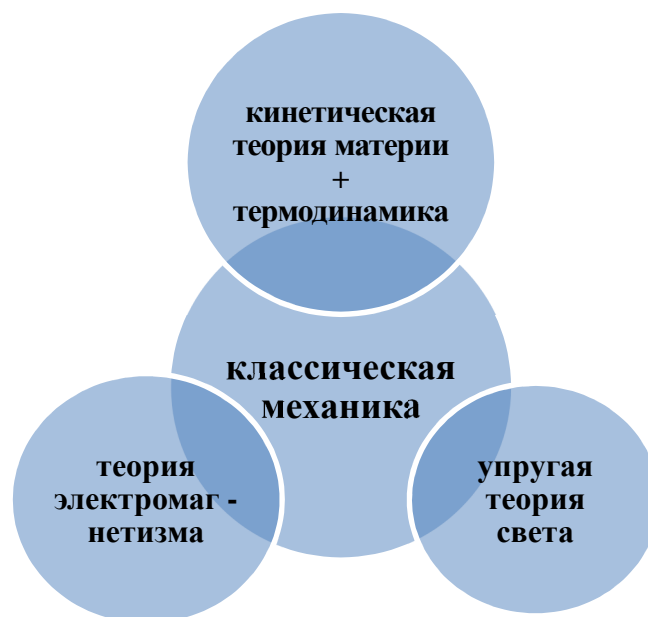 кинетическая
теория материи
+
термодинамика
классическая
механика
теория
электромаг -
нетизма
упругая
теория
света